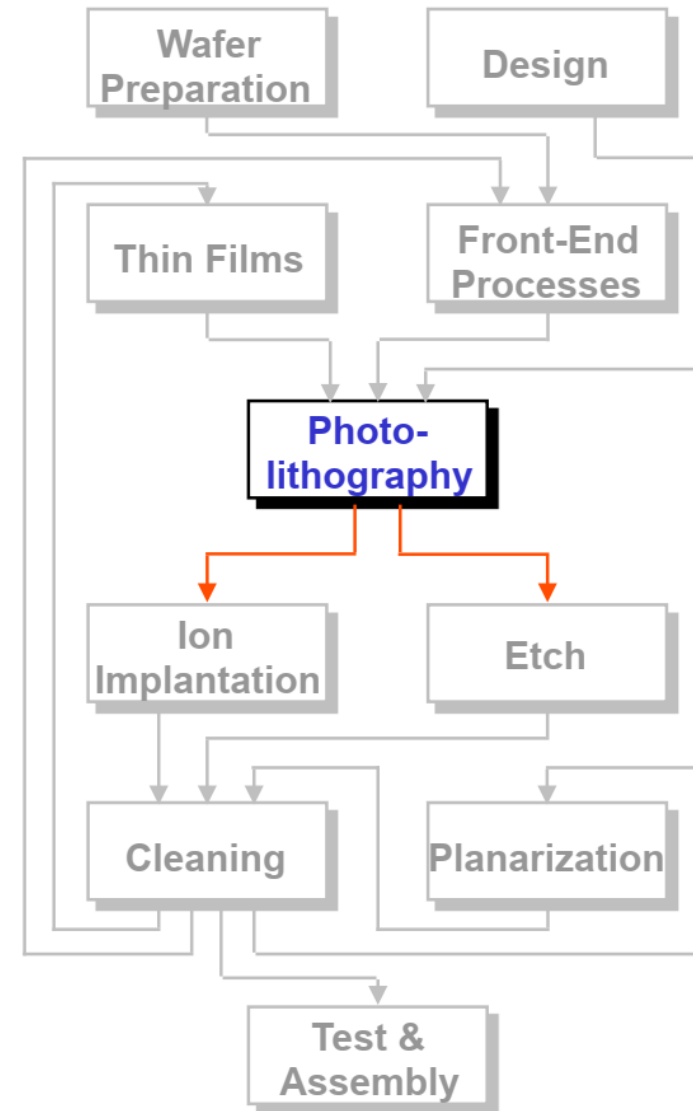 Wafer
Preparation
Design
Thin Films
Front-End
Processes
Photo-
lithography
Ion
Implantation
Etch
Cleaning
Planarization
Test &
Assembly